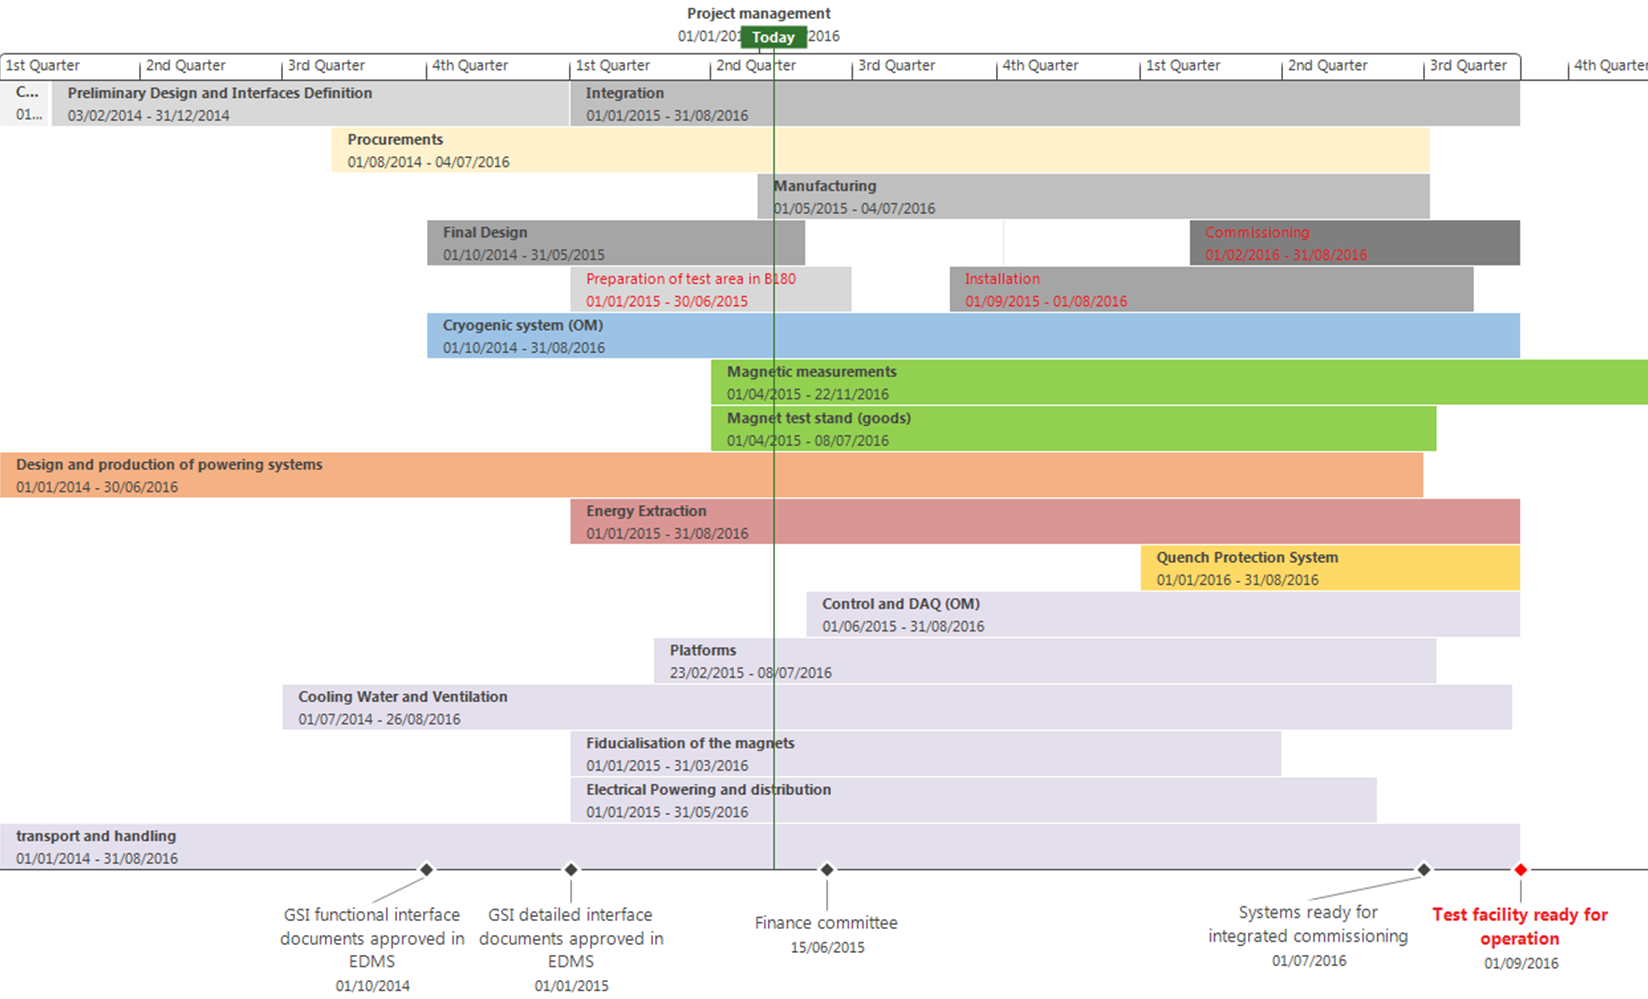 Project management
01/01/201
Today
2016
1st Quarter
2nd Quarter
3rd Quarter
4th Quarter
1st Quarter
2nd Quarter
3rd Quarter
4th Quarter
1st Quarter
2nd Quarter
3rd Quarter
4th Quarter
C...
01...
Preliminary Design and Interfaces Definition
03/02/2014 - 31/12/2014
Integration
01/01/2015 - 31/08/2016
Procurements
01/08/2014 - 04/07/2016
Manufacturing
01/05/2015 - 04/07/2016
Final Design
01/10/2014 - 31/05/2015
Commissioning
01/02/2016 - 31/08/2016
Preparation of test area in B180
01/01/2015 - 30/06/2015
Installation
01/09/2015 - 01/08/2016
Cryogenic system (OM)
01/10/2014 - 31/08/2016
Magnetic measurements
01/04/2015 - 22/11/2016
Magnet test stand (goods)
01/04/2015 - 08/07/2016
Design and production of powering systems
01/01/2014 - 30/06/2016
Energy Extraction
01/01/2015 - 31/08/2016
Quench Protection System
01/01/2016 - 31/08/2016
Control and DAQ (OM)
01/06/2015 - 31/08/2016
Platforms
23/02/2015 - 08/07/2016
Cooling Water and Ventilation
01/07/2014 - 26/08/2016
Fiducialisation of the magnets
01/01/2015 - 31/03/2016
Electrical Powering and distribution
01/01/2015 - 31/05/2016
transport and handling
01/01/2014 - 31/08/2016
GSI functional interface
documents approved in
EDMS
01/10/2014
GSI detailed interface
documents approved in
EDMS
01/01/2015
Finance committee
15/06/2015
Systems ready for
integrated commissioning
01/07/2016
Test facility ready for
operation
01/09/2016